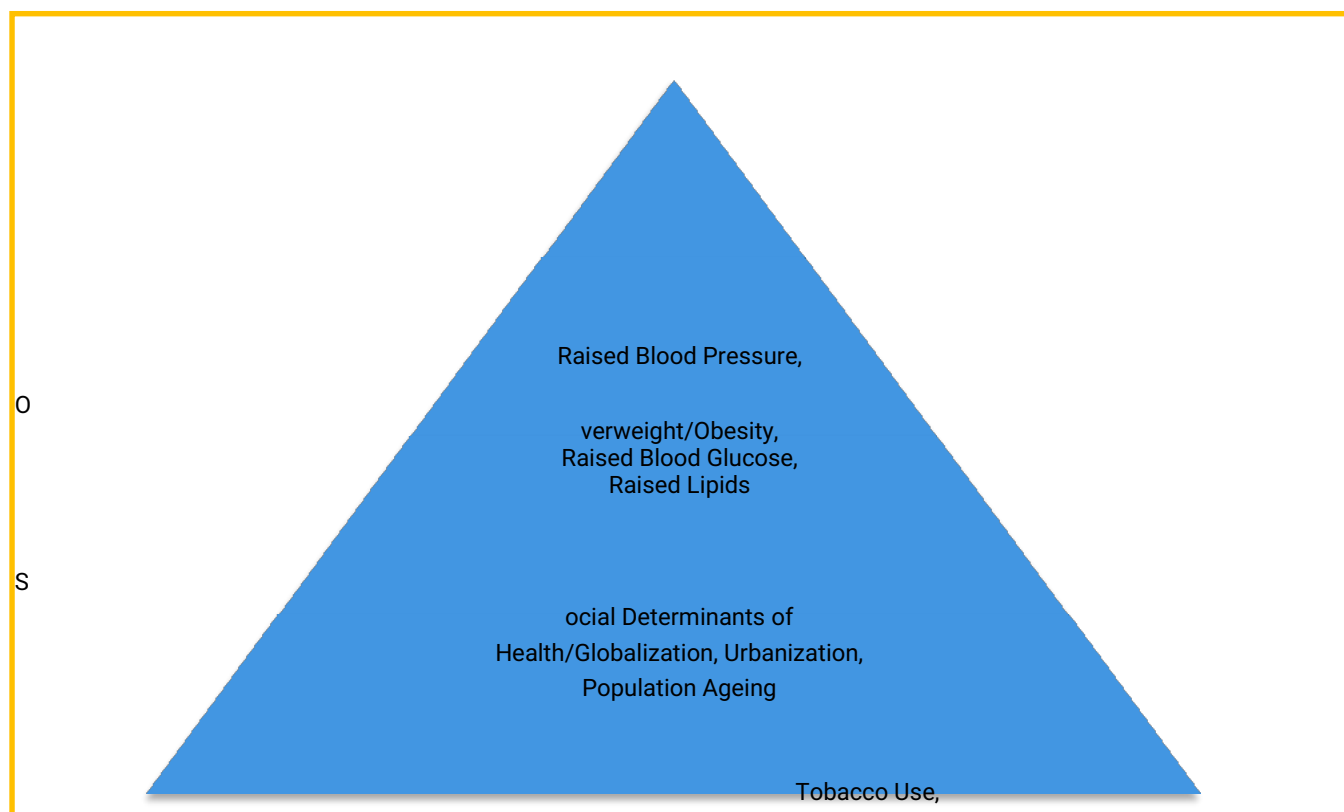 Raised Blood Pressure,
O
verweight/Obesity,
Raised Blood Glucose,
Raised Lipids
S
ocial Determinants of
Health/Globalization, Urbanization,
Population Ageing
Tobacco Use,